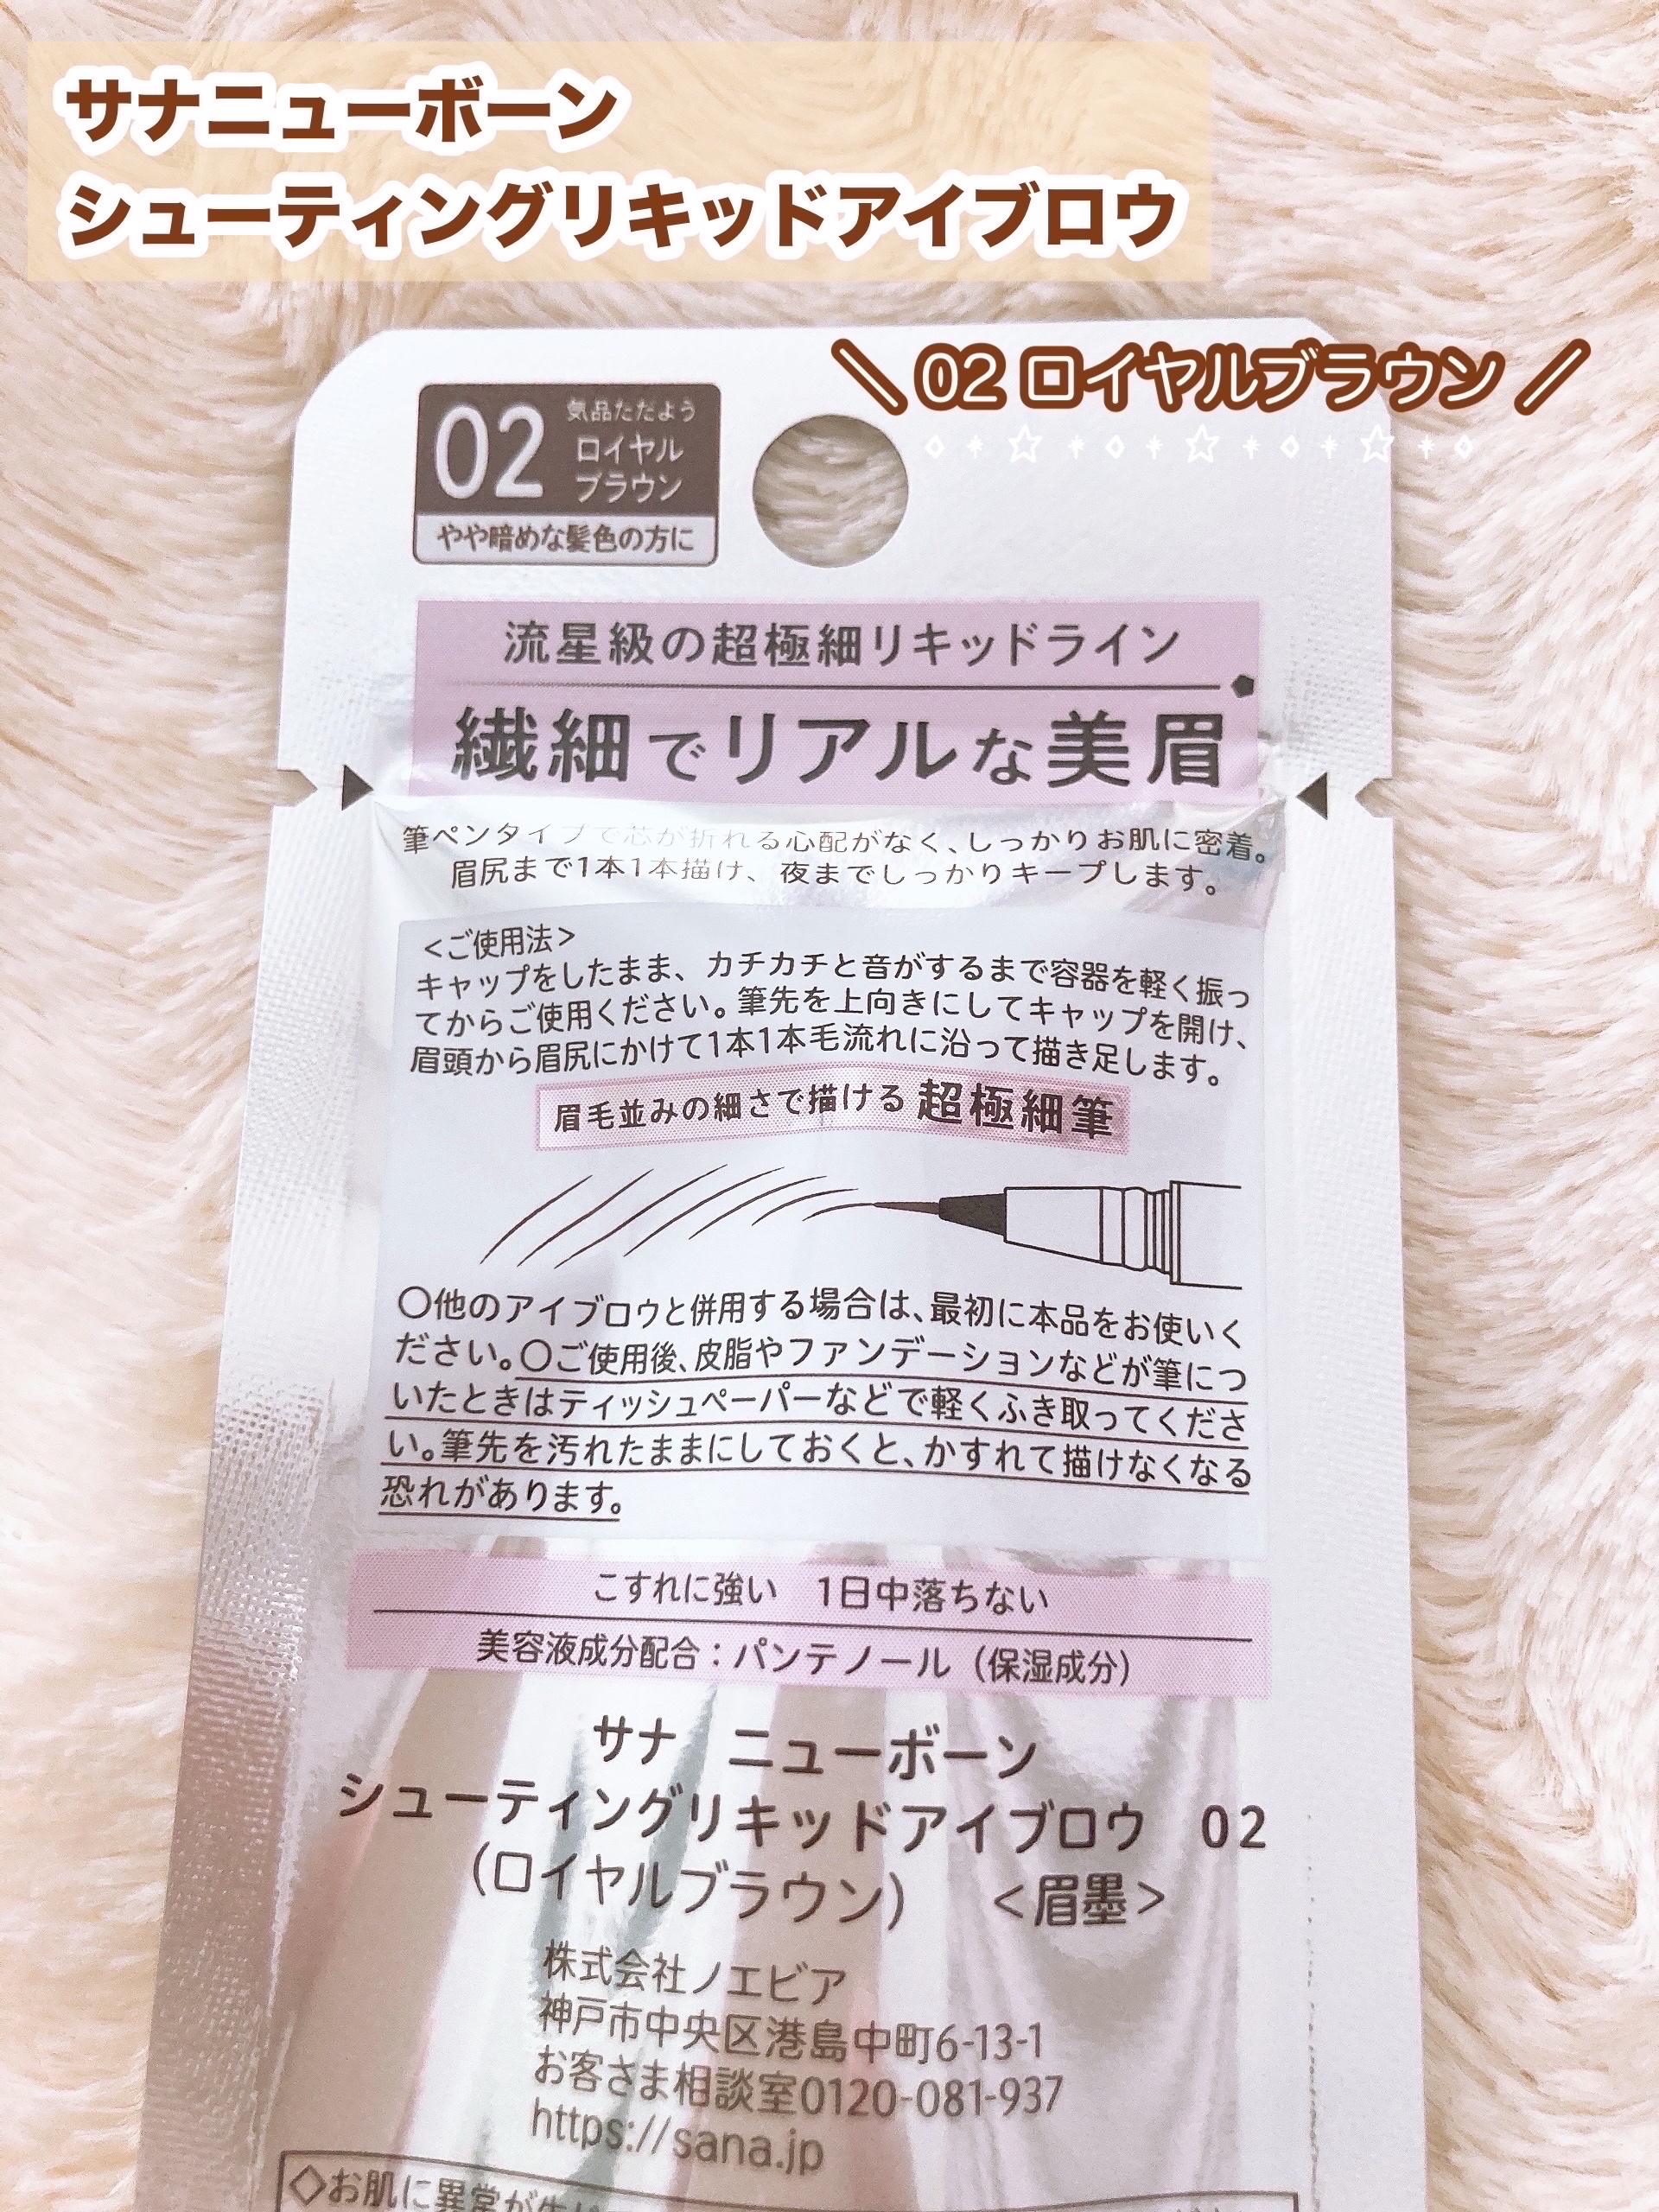 サナニューボーン
シューティングリキッドアイブロウ
\ 02 ロイヤルブラウン /
02
気品ただよう
ロイヤル
ブラウン
やや暗めな髪色の方に
流星級の超極細リキッドライン
繊細でリアルな美眉
筆ペンタイプで芯が折れる心配がなく、しっかりお肌に密着。
眉尻まで1本1本描け、夜までしっかりキープします。
＜ご使用法＞
キャップをしたまま、カチカチと音がするまで容器を軽く振っ
てからご使用ください。筆先を上向きにしてキャップを開け、
眉頭から眉尻にかけて1本1本毛流れに沿って描き足します。
眉毛並みの細さで描ける 超極細筆
〇他のアイブロウと併用する場合は、最初に本品をお使いく
ださい。〇ご使用後、皮脂やファンデーションなどが筆につ
いたときはティッシュペーパーなどで軽くふき取ってくださ
い。筆先を汚れたままにしておくと、かすれて描けなくなる
恐れがあります。
こすれに強い 1日中落ちない
美容液成分配合：パンテノール（保湿成分）
サナ ニューボーン
シューティングリキッドアイブロウ 02
（ロイヤルブラウン） ＜眉墨＞
株式会社ノエビア
神戸市中央区港島中町6-13-1
お客さま相談室0120-081-937
https://sana.jp
◇お肌に異常が